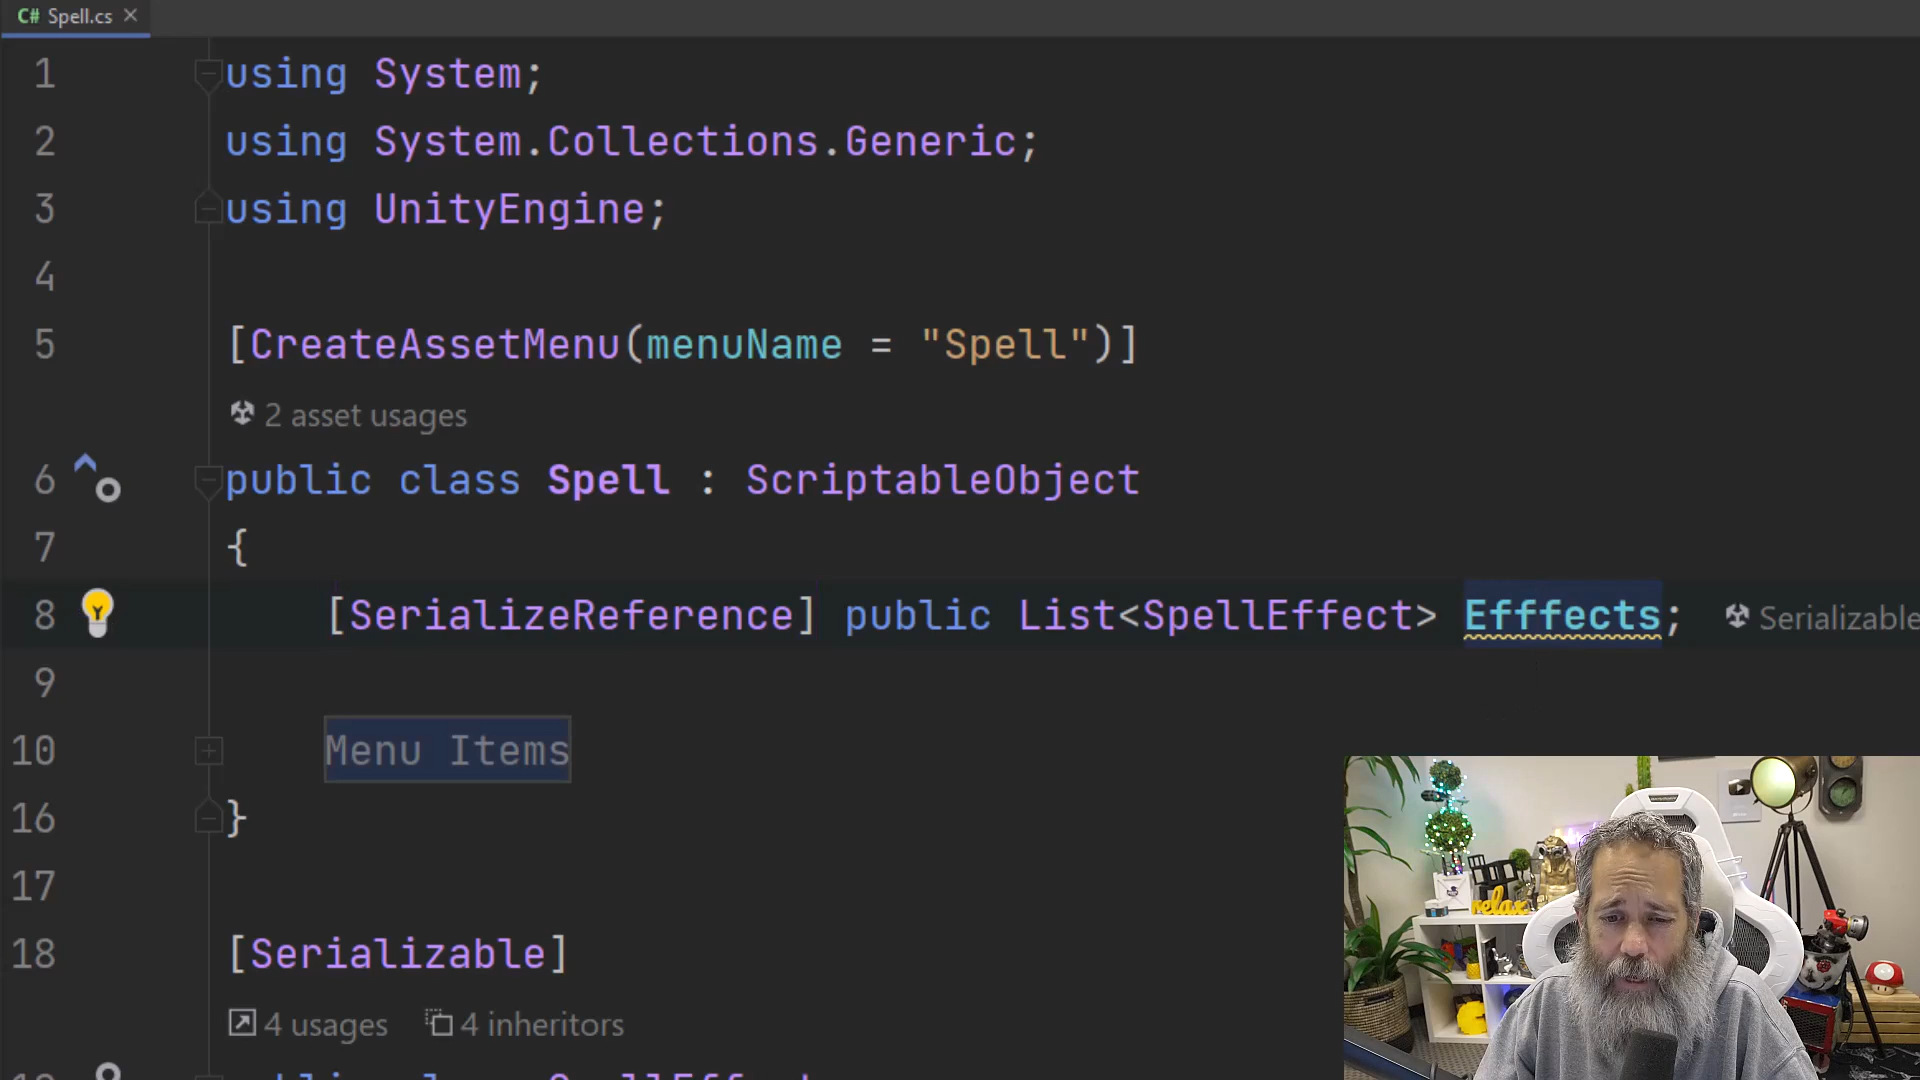 C# Spell.cs ×
1 using System;
2 using System.Collections.Generic;
3 using UnityEngine;
4
5 [CreateAssetMenu(menuName = "Spell")]
2 asset usages
6 public class Spell : ScriptableObject
7 {
8 [SerializeReference] public List<SpellEffect> Efffects; Serializable
9
10 Menu Items
16 }
17
18 [Serializable]
4 usages 4 inheritors
relax